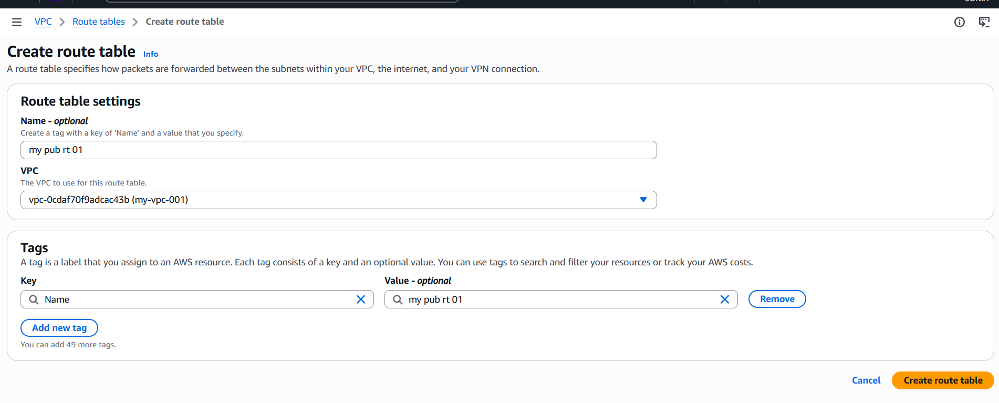 VPC > Route tables > Create route table
Create route table Info
A route table specifies how packets are forwarded between the subnets within your VPC, the internet, and your VPN connection.
Route table settings
Name - optional
Create a tag with a key of 'Name' and a value that you specify.
my pub rt 01
VPC
The VPC to use for this route table.
vpc-0cdaf70f9adcac43b (my-vpc-001)
Tags
A tag is a label that you assign to an AWS resource. Each tag consists of a key and an optional value. You can use tags to search and filter your resources or track your AWS costs.
Key Value - optional
Name my pub rt 01 Remove
Add new tag
You can add 49 more tags.
Cancel Create route table